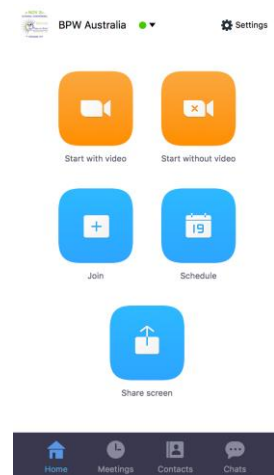 BPW Australia
Settings
Start with video
Start without video
Join
19
Schedule
Share screen
Home
Meetings
Contacts
Chats